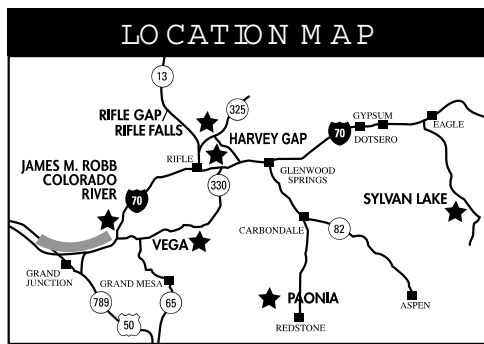 LOCATION MAP
13
325
RIFLE GAP/
RIFLE FALLS
HARVEY GAP
70
GYPSUM
DOTSERO
EAGLE
RIFLE
GLENWOOD
SPRINGS
JAMES M. ROBB
COLORADO
RIVER
70
330
SYLVAN LAKE
CARBONDALE
82
VEGA
GRAND
JUNCTION
GRAND MESA
789
65
50
PAONIA
REDSTONE
ASPEN